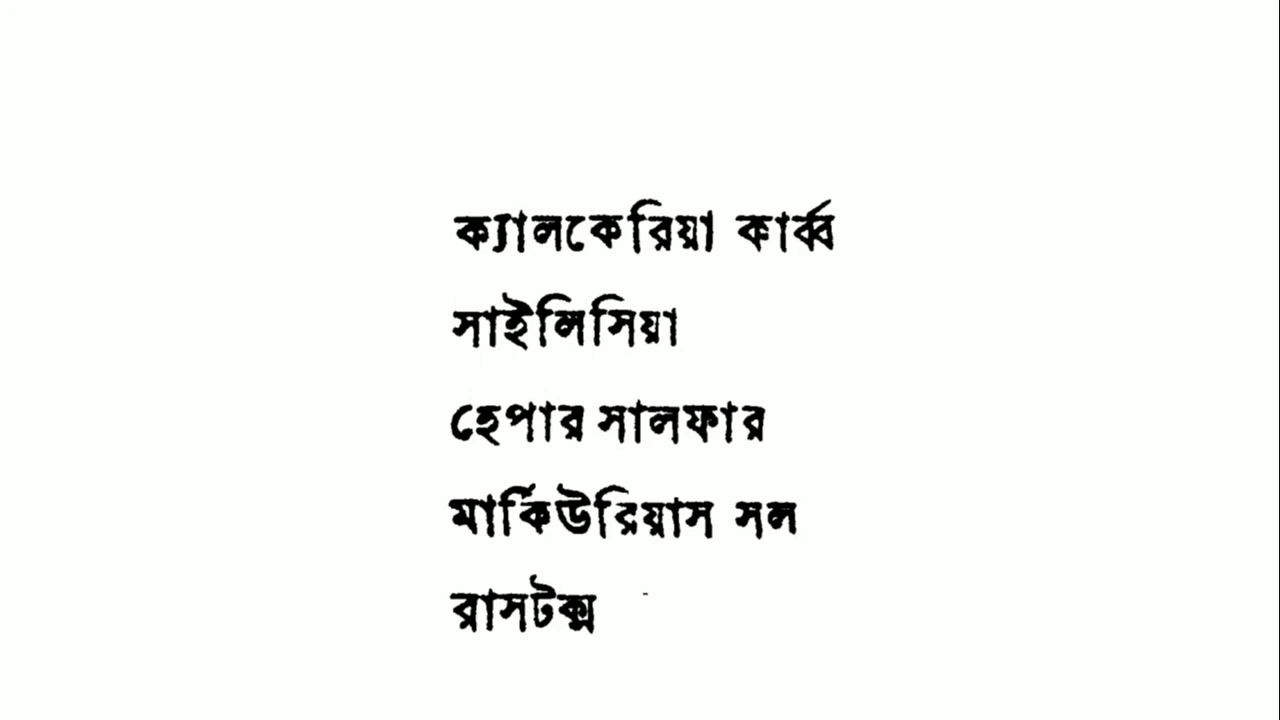 ক্যালকেরিয়া কার্ব্ব
সাইলিসিয়া
হেপার সালফার
মার্কিউরিয়াস সল
রাসটক্স